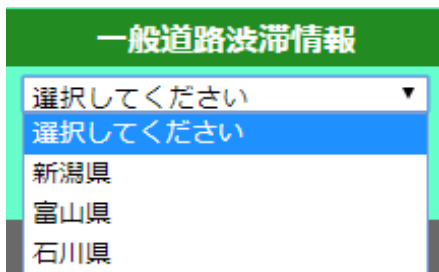 一般道路渋滞情報
選択してください
選択してください
新潟県
富山県
石川県